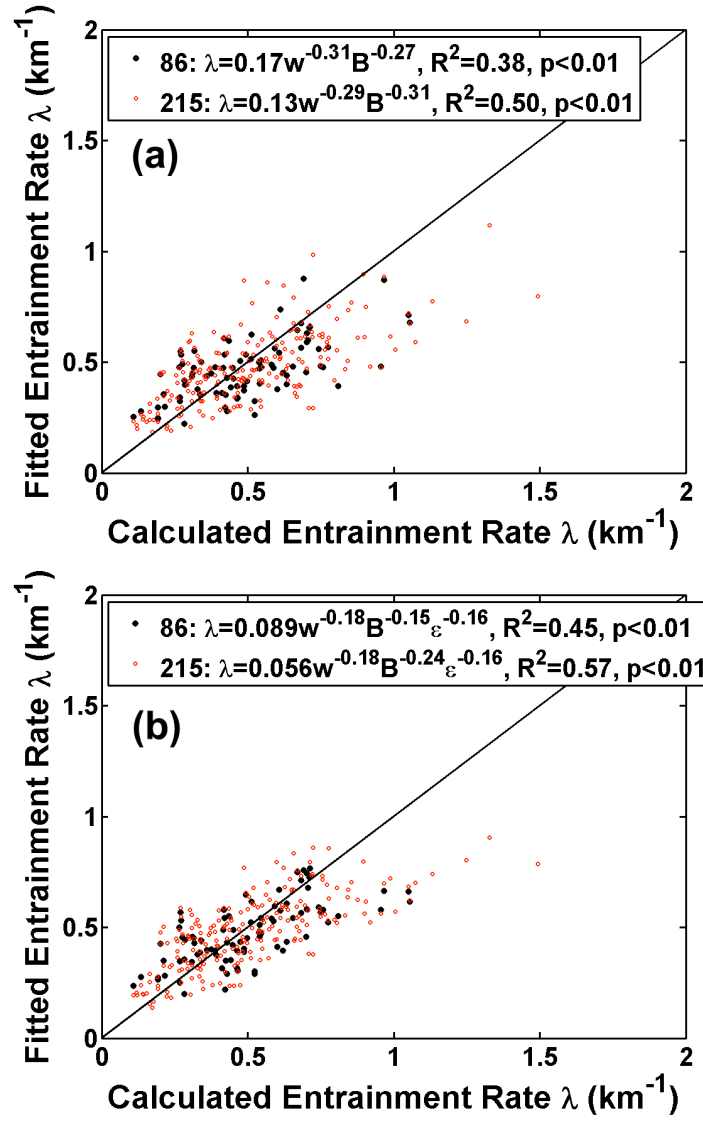 86: λ=0.17w^-0.31B^-0.27, R^2=0.38, p<0.01
215: λ=0.13w^-0.29B^-0.31, R^2=0.50, p<0.01
(a)
Fitted Entrainment Rate λ (km^-1)
2
1.5
1
0.5
0
0 0.5 1 1.5 2
Calculated Entrainment Rate λ (km^-1)
86: λ=0.089w^-0.18B^-0.15ε^-0.16, R^2=0.45, p<0.01
215: λ=0.056w^-0.18B^-0.24ε^-0.16, R^2=0.57, p<0.01
(b)
Fitted Entrainment Rate λ (km^-1)
2
1.5
1
0.5
0
0 0.5 1 1.5 2
Calculated Entrainment Rate λ (km^-1)